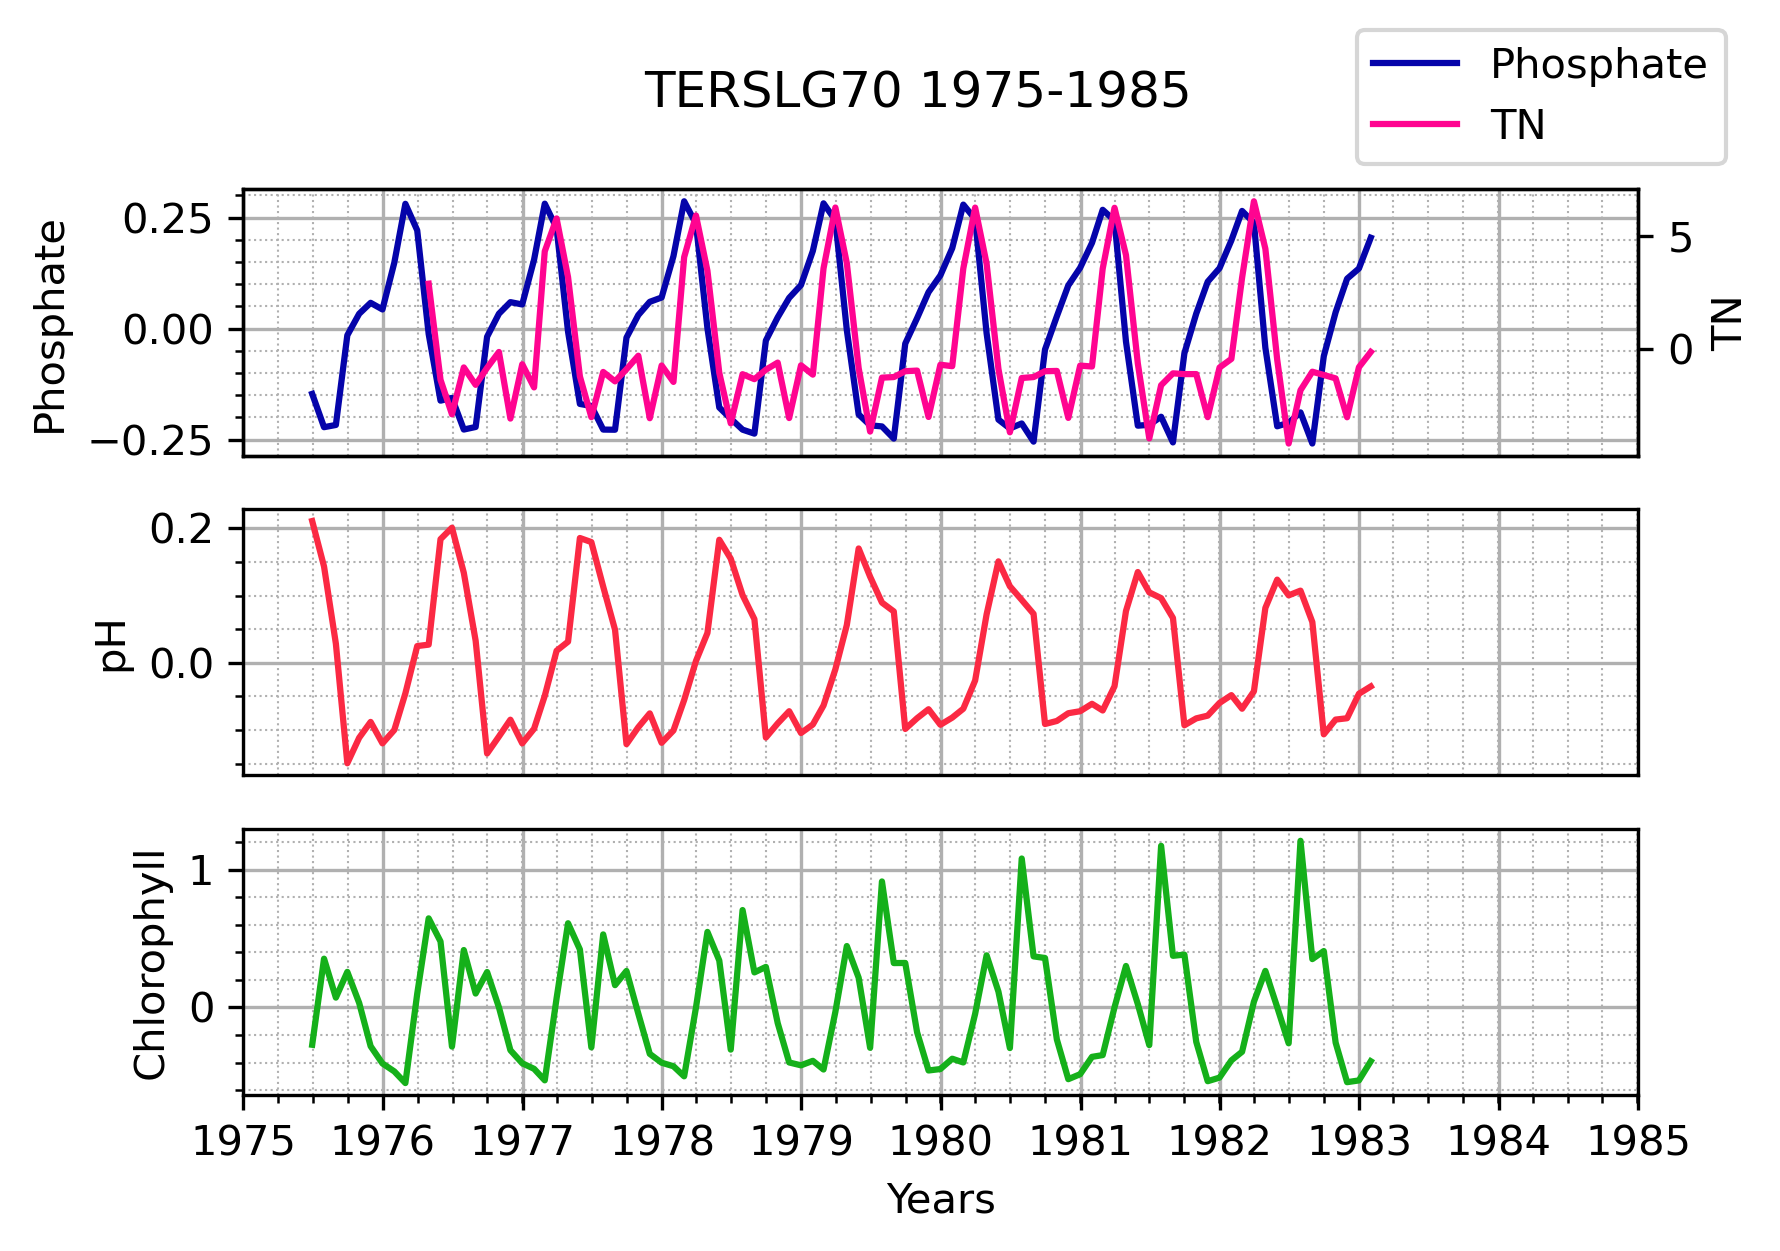 TERSLG70 1975-1985
Phosphate
TN
Phosphate
0.25
0.00
−0.25
5
0
TN
pH
0.2
0.0
Chlorophyll
1
0
1975 1976 1977 1978 1979 1980 1981 1982 1983 1984 1985
Years